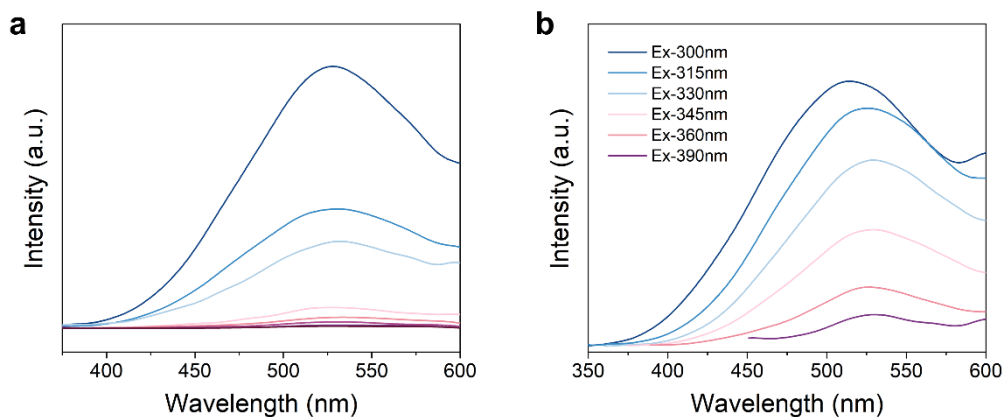 a
Intensity (a.u.)
400 450 500 550 600
Wavelength (nm)
b
Ex-300nm
Ex-315nm
Ex-330nm
Ex-345nm
Ex-360nm
Ex-390nm
Intensity (a.u.)
350 400 450 500 550 600
Wavelength (nm)